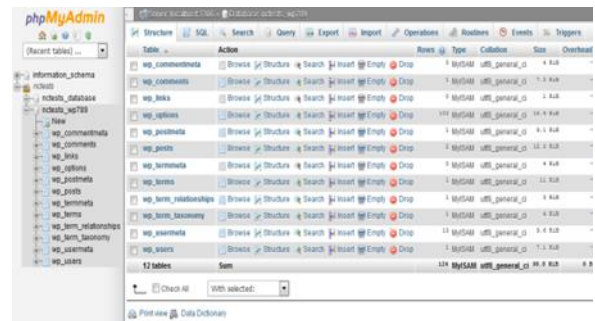 phpMyAdmin
(Recent tables) ...
information_schema
nctests
nctests_database
nctests_wp789
New
wp_commentmeta
wp_comments
wp_links
wp_options
wp_postmeta
wp_posts
wp_termmeta
wp_terms
wp_term_relationships
wp_term_taxonomy
wp_usermeta
wp_users
Structure SQL Search Query Export Import Operations Routines Events Triggers
Table Action Rows Type Collation Size Overhead
wp_commentmeta Browse Structure Search Insert Empty Drop MyISAM utf8_general_ci
wp_comments Browse Structure Search Insert Empty Drop MyISAM utf8_general_ci
wp_links Browse Structure Search Insert Empty Drop MyISAM utf8_general_ci
wp_options Browse Structure Search Insert Empty Drop MyISAM utf8_general_ci
wp_postmeta Browse Structure Search Insert Empty Drop MyISAM utf8_general_ci
wp_posts Browse Structure Search Insert Empty Drop MyISAM utf8_general_ci
wp_termmeta Browse Structure Search Insert Empty Drop MyISAM utf8_general_ci
wp_terms Browse Structure Search Insert Empty Drop MyISAM utf8_general_ci
wp_term_relationships Browse Structure Search Insert Empty Drop MyISAM utf8_general_ci
wp_term_taxonomy Browse Structure Search Insert Empty Drop MyISAM utf8_general_ci
wp_usermeta Browse Structure Search Insert Empty Drop MyISAM utf8_general_ci
wp_users Browse Structure Search Insert Empty Drop MyISAM utf8_general_ci
12 tables Sum MyISAM utf8_general_ci
Check All With selected:
Print view Data Dictionary